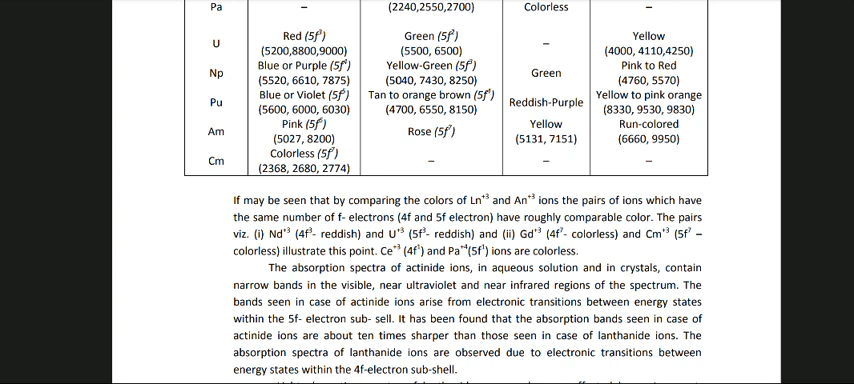 Pa – (2240,2550,2700) Colorless –
Red (5f³) Green (5f²) Yellow
U – 
(5200,8800,9000) (5500, 6500) (4000, 4110,4250)
Blue or Purple (5f⁴) Yellow-Green (5f³) Pink to Red
Np Green
(5520, 6610, 7875) (5040, 7430, 8250) (4760, 5570)
Blue or Violet (5f⁵) Tan to orange brown (5f⁴) Yellow to pink orange
Pu Reddish-Purple
(5600, 6000, 6030) (4700, 6550, 8150) (8330, 9530, 9830)
Pink (5f⁶) Yellow Run-colored
Am Rose (5f⁷)
(5027, 8200) (5131, 7151) (6660, 9950)
Colorless (5f⁷)
Cm – – –
(2368, 2680, 2774)
If may be seen that by comparing the colors of Ln⁺³ and An⁺³ ions the pairs of ions which have
the same number of f- electrons (4f and 5f electron) have roughly comparable color. The pairs
viz. (i) Nd⁺³ (4f³- reddish) and U⁺³ (5f³- reddish) and (ii) Gd⁺³ (4f⁷- colorless) and Cm⁺³ (5f⁷ –
colorless) illustrate this point. Ce⁺³ (4f¹) and Pa⁺⁴(5f¹) ions are colorless.
The absorption spectra of actinide ions, in aqueous solution and in crystals, contain
narrow bands in the visible, near ultraviolet and near infrared regions of the spectrum. The
bands seen in case of actinide ions arise from electronic transitions between energy states
within the 5f- electron sub- sell. It has been found that the absorption bands seen in case of
actinide ions are about ten times sharper than those seen in case of lanthanide ions. The
absorption spectra of lanthanide ions are observed due to electronic transitions between
energy states within the 4f-electron sub-shell.